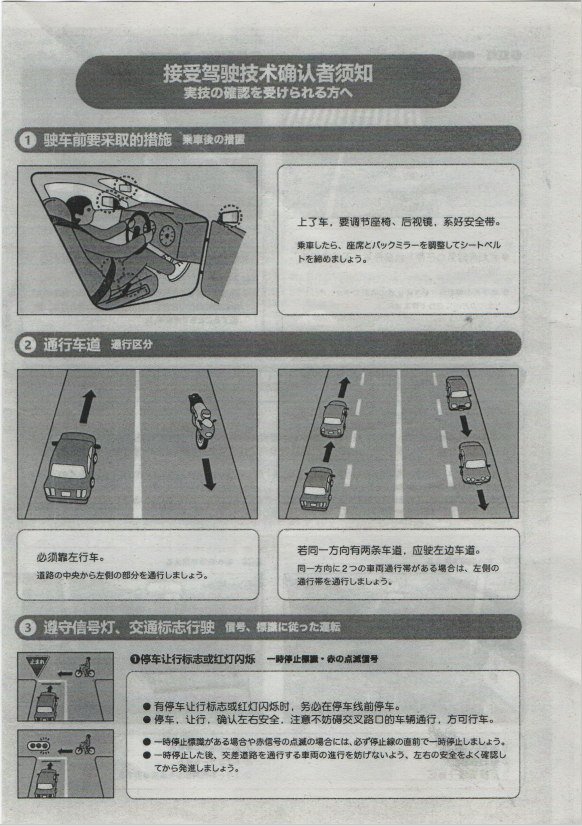 接受驾驶技术确认者须知
実技の確認を受けられる方へ
1 驶车前要采取的措施 乗車後の措置
上了车，要调节座椅、后视镜，系好安全带。
乗車したら、座席とバックミラーを調整してシートベル
トを締めましょう。
2 通行车道 通行区分
必须靠左行车。
道路の中央から左側の部分を通行しましょう。
若同一方向有两条车道，应驶左边车道。
同一方向に2つの車両通行帯がある場合は、左側の
通行帯を通行しましょう。
3 遵守信号灯、交通标志行驶 信号、標識に従った運転
❶停车让行标志或红灯闪烁 一時停止標識・赤の点滅信号
止まれ
● 有停车让行标志或红灯闪烁时，务必在停车线前停车。
● 停车，让行，确认左右安全，注意不妨碍交叉路口的车辆通行，方可行车。
● 一時停止標識がある場合や赤信号の点滅の場合には、必ず停止線の直前で一時停止しましょう。
● 一時停止した後、交差道路を通行する車両の進行を妨げないよう、左右の安全をよく確認し
てから発進しましょう。